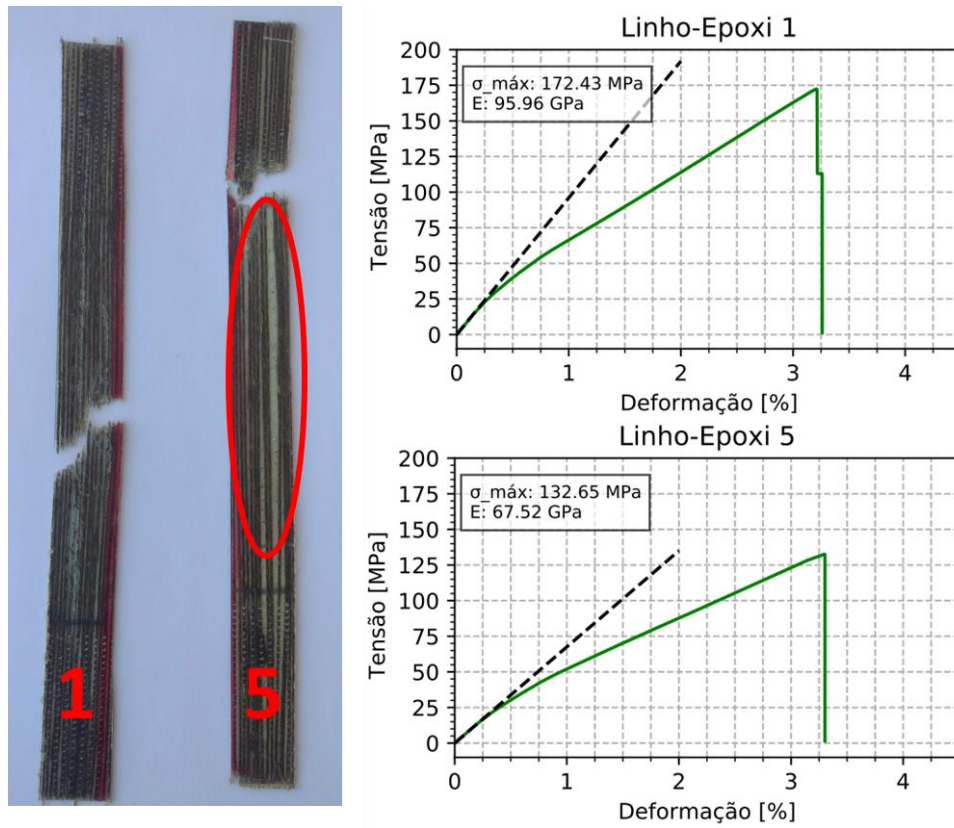 1
5
Linho-Epoxi 1
σ_máx: 172.43 MPa
E: 95.96 GPa
Tensão [MPa]
200
175
150
125
100
75
50
25
0
0 1 2 3 4
Deformação [%]
Linho-Epoxi 5
σ_máx: 132.65 MPa
E: 67.52 GPa
Tensão [MPa]
200
175
150
125
100
75
50
25
0
0 1 2 3 4
Deformação [%]